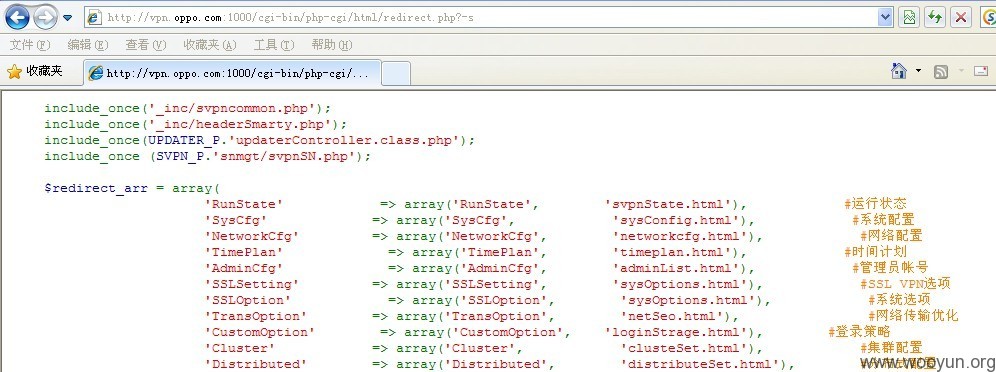 http://vpn.oppo.com:1000/cgi-bin/php-cgi/html/redirect.php?-s
文件(F) 编辑(E) 查看(V) 收藏夹(A) 工具(T) 帮助(H)
收藏夹 http://vpn.oppo.com:1000/cgi-bin/php-cgi/...
include_once('_inc/svpncommon.php');
include_once('_inc/headerSmarty.php');
include_once(UPDATER_P.'updaterController.class.php');
include_once (SVPN_P.'snmgt/svpnSN.php');
$redirect_arr = array(
'RunState' => array('RunState', 'svpnState.html'), #运行状态
'SysCfg' => array('SysCfg', 'sysConfig.html'), #系统配置
'NetworkCfg' => array('NetworkCfg', 'networkcfg.html'), #网络配置
'TimePlan' => array('TimePlan', 'timeplan.html'), #时间计划
'AdminCfg' => array('AdminCfg', 'adminList.html'), #管理员帐号
'SSLSetting' => array('SSLSetting', 'sysOptions.html'), #SSL VPN选项
'SSLOption' => array('SSLOption', 'sysOptions.html'), #系统选项
'TransOption' => array('TransOption', 'netSeo.html'), #网络传输优化
'CustomOption' => array('CustomOption', 'loginStrage.html'), #登录策略
'Cluster' => array('Cluster', 'clusteSet.html'), #集群配置
'Distributed' => array('Distributed', 'distributeSet.html'),
www.wooyun.org